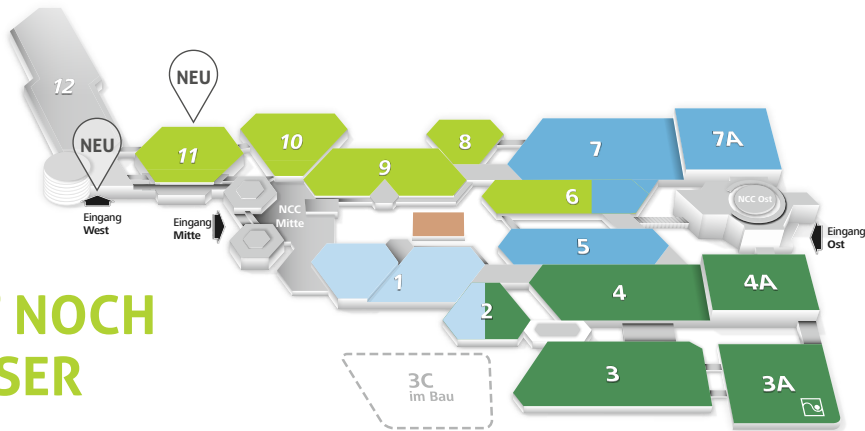 12
NEU
NEU
11
10
9
8
7
7A
6
5
NCC Ost
NCC
Mitte
Eingang
West
Eingang
Mitte
Eingang
Ost
1
2
4
4A
3
3A
3C
im Bau
NOCH
SER